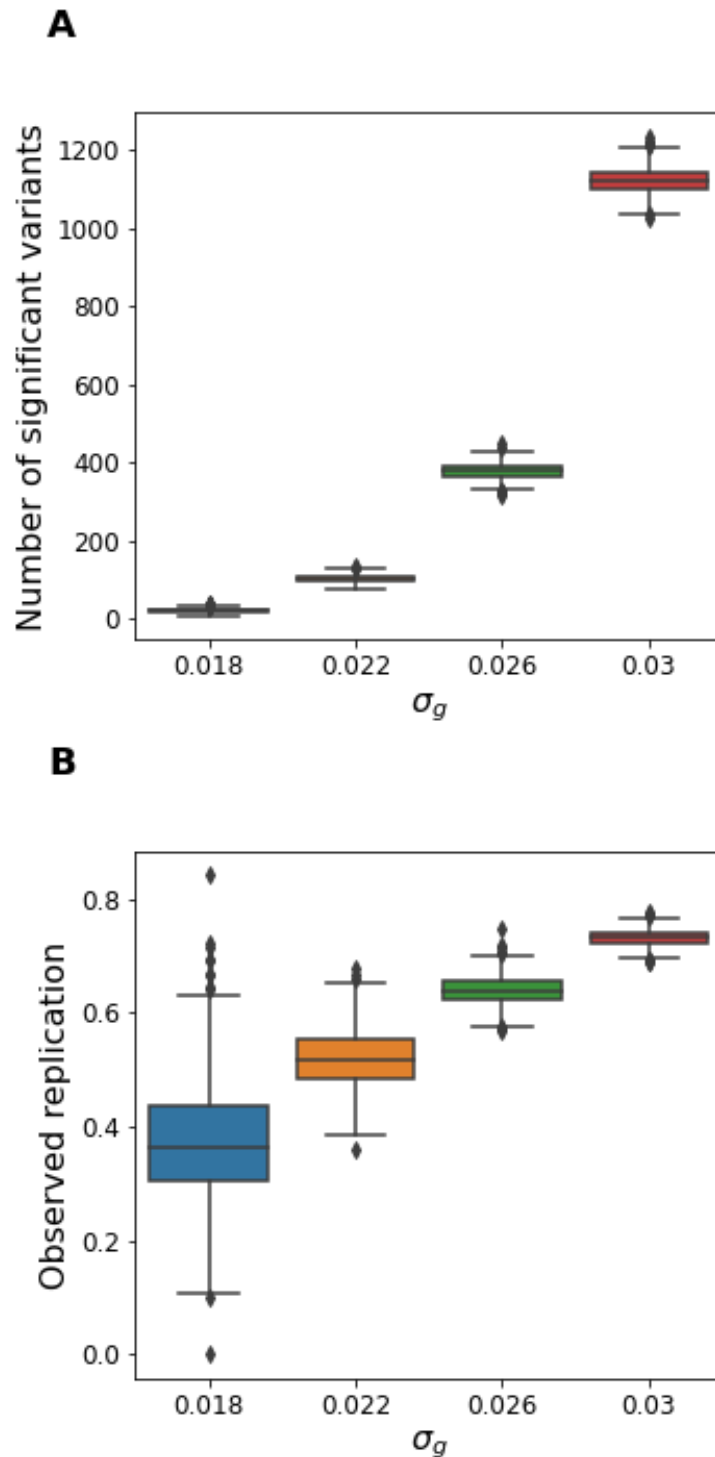 A
Number of significant variants
1200
1000
800
600
400
200
0
0.018 0.022 0.026 0.03
σg
B
Observed replication
0.8
0.6
0.4
0.2
0.0
0.018 0.022 0.026 0.03
σg